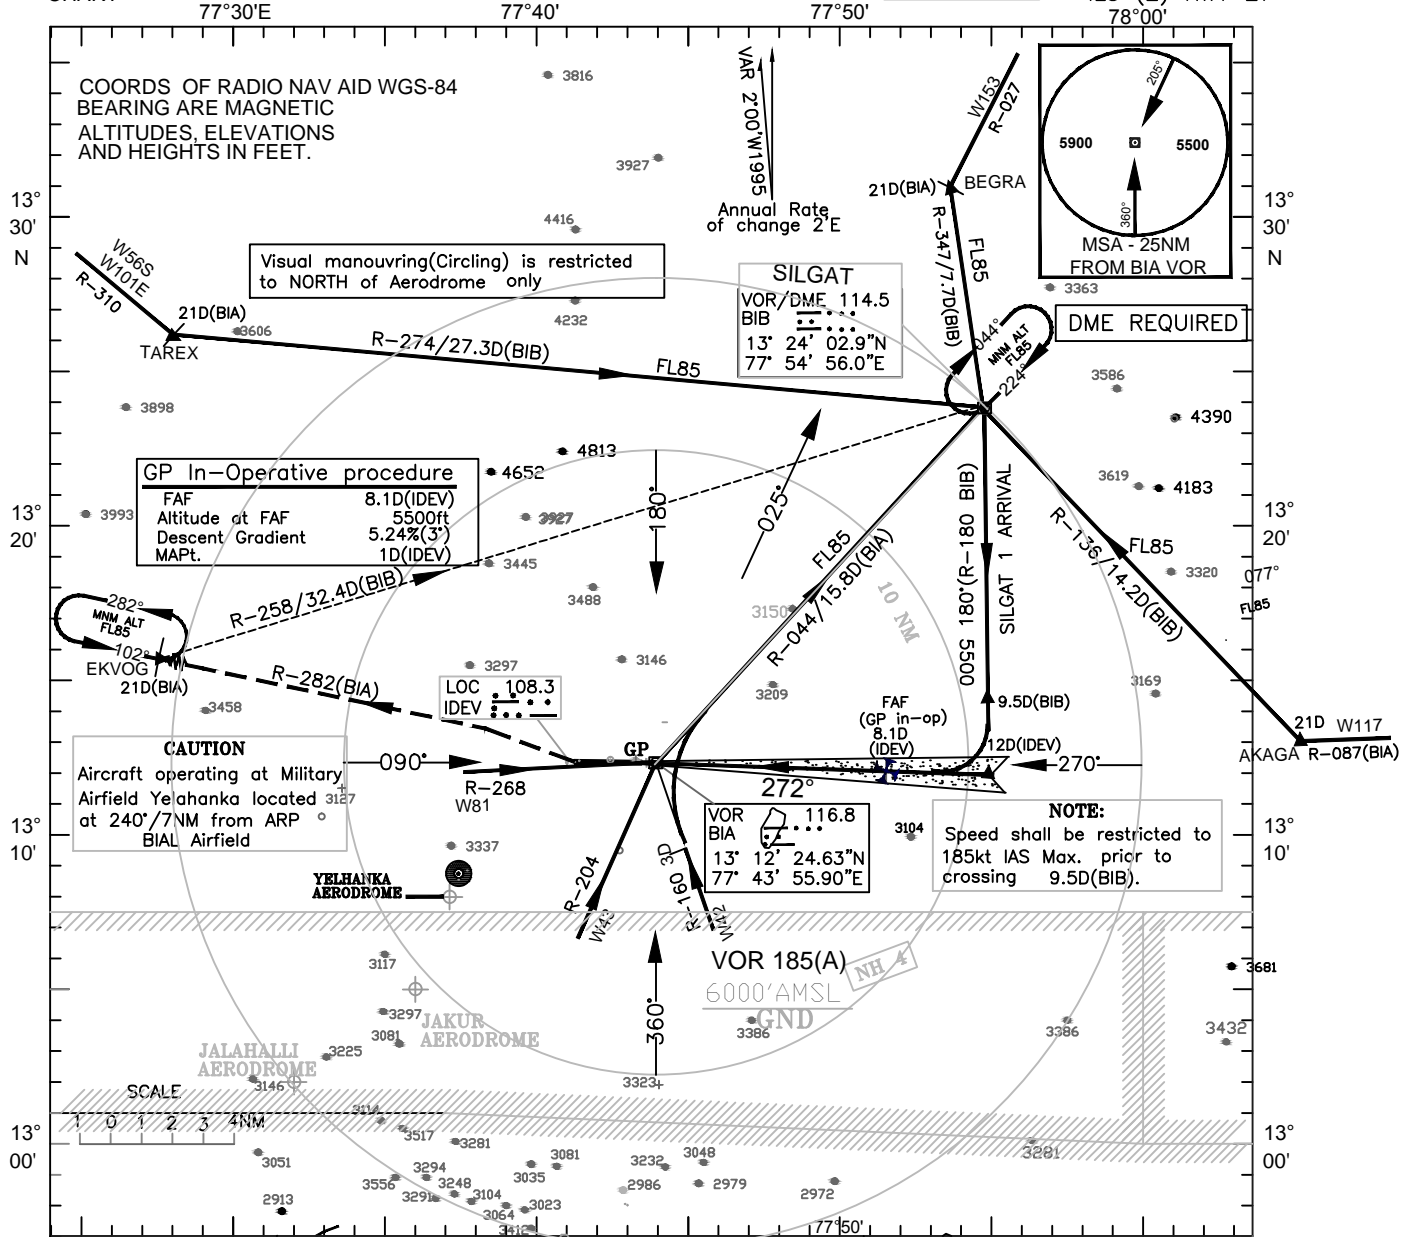 77°30'E
77°40'
77°50'
78°00'
COORDS OF RADIO NAV AID WGS-84
BEARING ARE MAGNETIC
ALTITUDES, ELEVATIONS
AND HEIGHTS IN FEET.
3816
3927
4416
4232
VAR 2°00'W1995
Annual Rate
of change 2'E
W153
R-027
21D(BIA)
BEGRA
R-347/7.7D(BIB)
FL85
205°
5900
5500
360°
MSA - 25NM
FROM BIA VOR
13°
30'
N
13°
30'
N
Visual manouvring(Circling) is restricted
to NORTH of Aerodrome only
SILGAT
VOR/DME 114.5
BIB
13° 24' 02.9"N
77° 54' 56.0"E
3363
DME REQUIRED
044°
MNM ALT
FL85
224°
W56S
W101E
R-310
21D(BIA)
3606
TAREX
R-274/27.3D(BIB)
FL85
3898
3586
4390
4813
4652
GP In-Operative procedure
FAF 8.1D(IDEV)
Altitude at FAF 5500ft
Descent Gradient 5.24%(3°)
MAPt. 1D(IDEV)
3993
3927
3445
3488
180°
025°
3619
4183
13°
20'
13°
20'
R-136/14.2D(BIB)
FL85
3320
077°
FL85
R-258/32.4D(BIB)
FL85
R-044/15.8D(BIA)
3150
10 NM
5500 180°(R-180 BIB)
SILGAT 1 ARRIVAL
282°
MNM ALT
FL85
102°
EKVOG
21D(BIA)
R-282(BIA)
3297
3146
3209
3458
3169
LOC 108.3
IDEV
FAF
(GP in-op)
8.1D
(IDEV)
9.5D(BIB)
12D(IDEV)
21D W117
AKAGA R-087(BIA)
CAUTION
Aircraft operating at Military
Airfield Yelahanka located
at 240°/7NM from ARP
BIAL Airfield
3127
090°
GP
R-268
W81
272°
270°
VOR 116.8
BIA
13° 12' 24.63"N
77° 43' 55.90"E
3104
NOTE:
Speed shall be restricted to
185kt IAS Max. prior to
crossing 9.5D(BIB).
13°
10'
13°
10'
3337
YELHANKA
AERODROME
R-204
W43
R-160 3D
W42
VOR 185(A)
6000'AMSL
GND
NH 4
3117
3297
3081
JAKUR
AERODROME
JALAHALLI
AERODROME
3225
3146
360°
3386
3386
3681
3432
3323
SCALE
1 0 1 2 3 4NM
3517
3281
3281
13°
00'
13°
00'
3051
3556
3294
3291
3248
3104
3064
3035
3081
3023
3412
3232
2986
3048
2979
2972
2913
77°50'